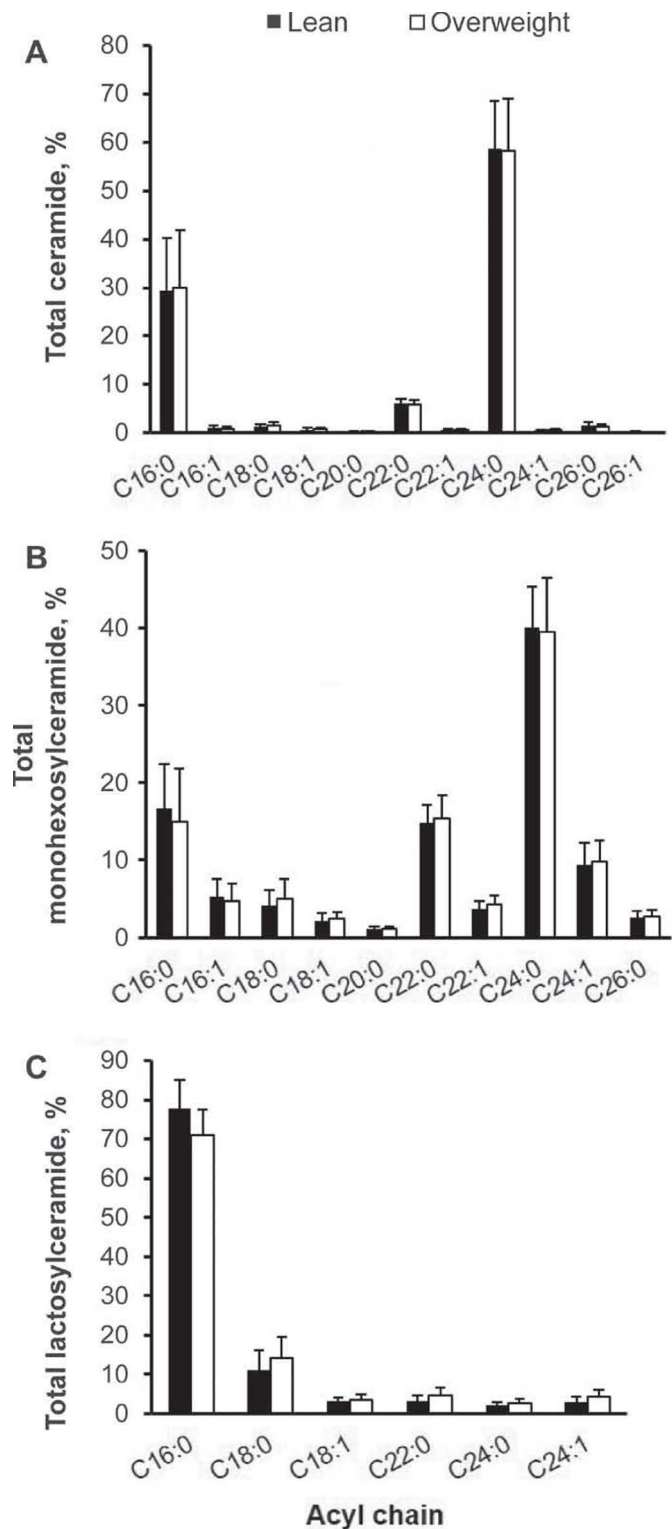 Lean Overweight
A
Total ceramide, %
80
70
60
50
40
30
20
10
0
C16:0 C16:1 C18:0 C18:1 C20:0 C22:0 C22:1 C24:0 C24:1 C26:0 C26:1
B
Total
monohexosylceramide, %
50
40
30
20
10
0
C16:0 C16:1 C18:0 C18:1 C20:0 C22:0 C22:1 C24:0 C24:1 C26:0
C
Total lactosylceramide, %
90
80
70
60
50
40
30
20
10
0
C16:0 C18:0 C18:1 C22:0 C24:0 C24:1
Acyl chain